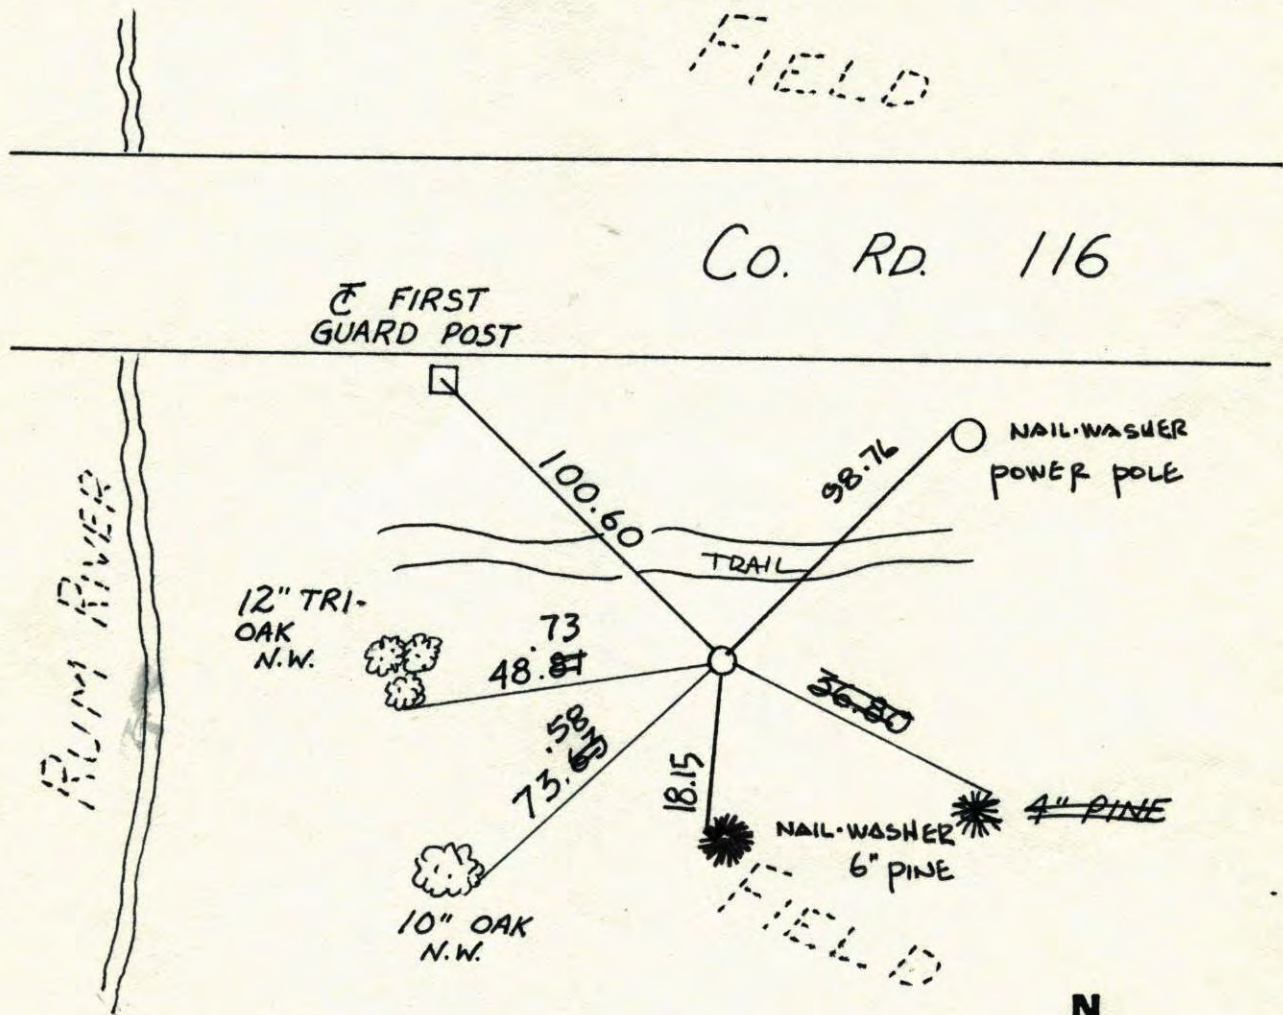 FIELD
CO. RD. 116
℄ FIRST
GUARD POST
NAIL-WASHER
POWER POLE
100.60
98.76
TRAIL
RUM RIVER
12" TRI-
OAK
N.W.
.73
48.81
36.80
.58
73.63
18.15
4" PINE
NAIL-WASHER
6" PINE
10" OAK
N.W.
FIELD
N